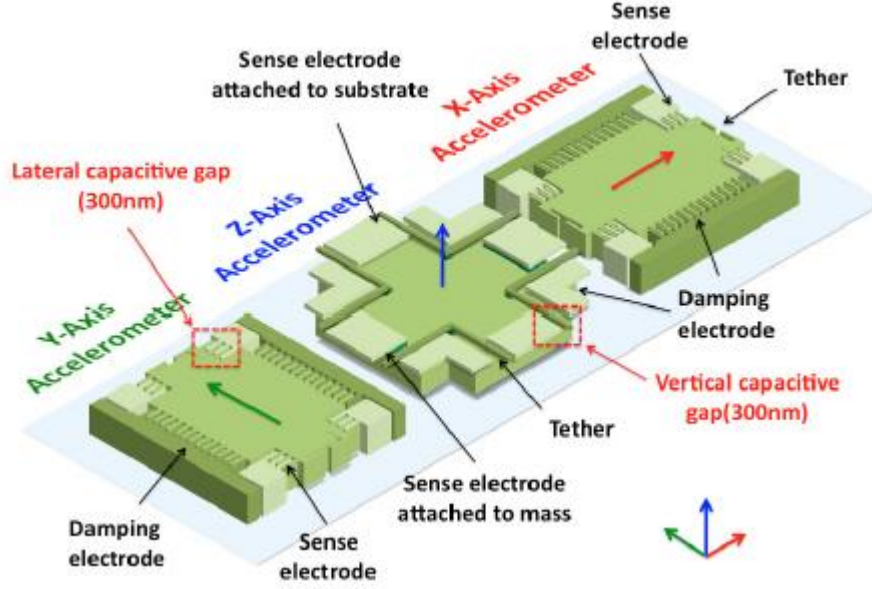 Sense
electrode
Sense electrode
attached to substrate
X-Axis
Accelerometer
Tether
Lateral capacitive gap
(300nm)
Z-Axis
Accelerometer
Y-Axis
Accelerometer
Damping
electrode
Vertical capacitive
gap(300nm)
Tether
Sense electrode
attached to mass
Damping
electrode
Sense
electrode